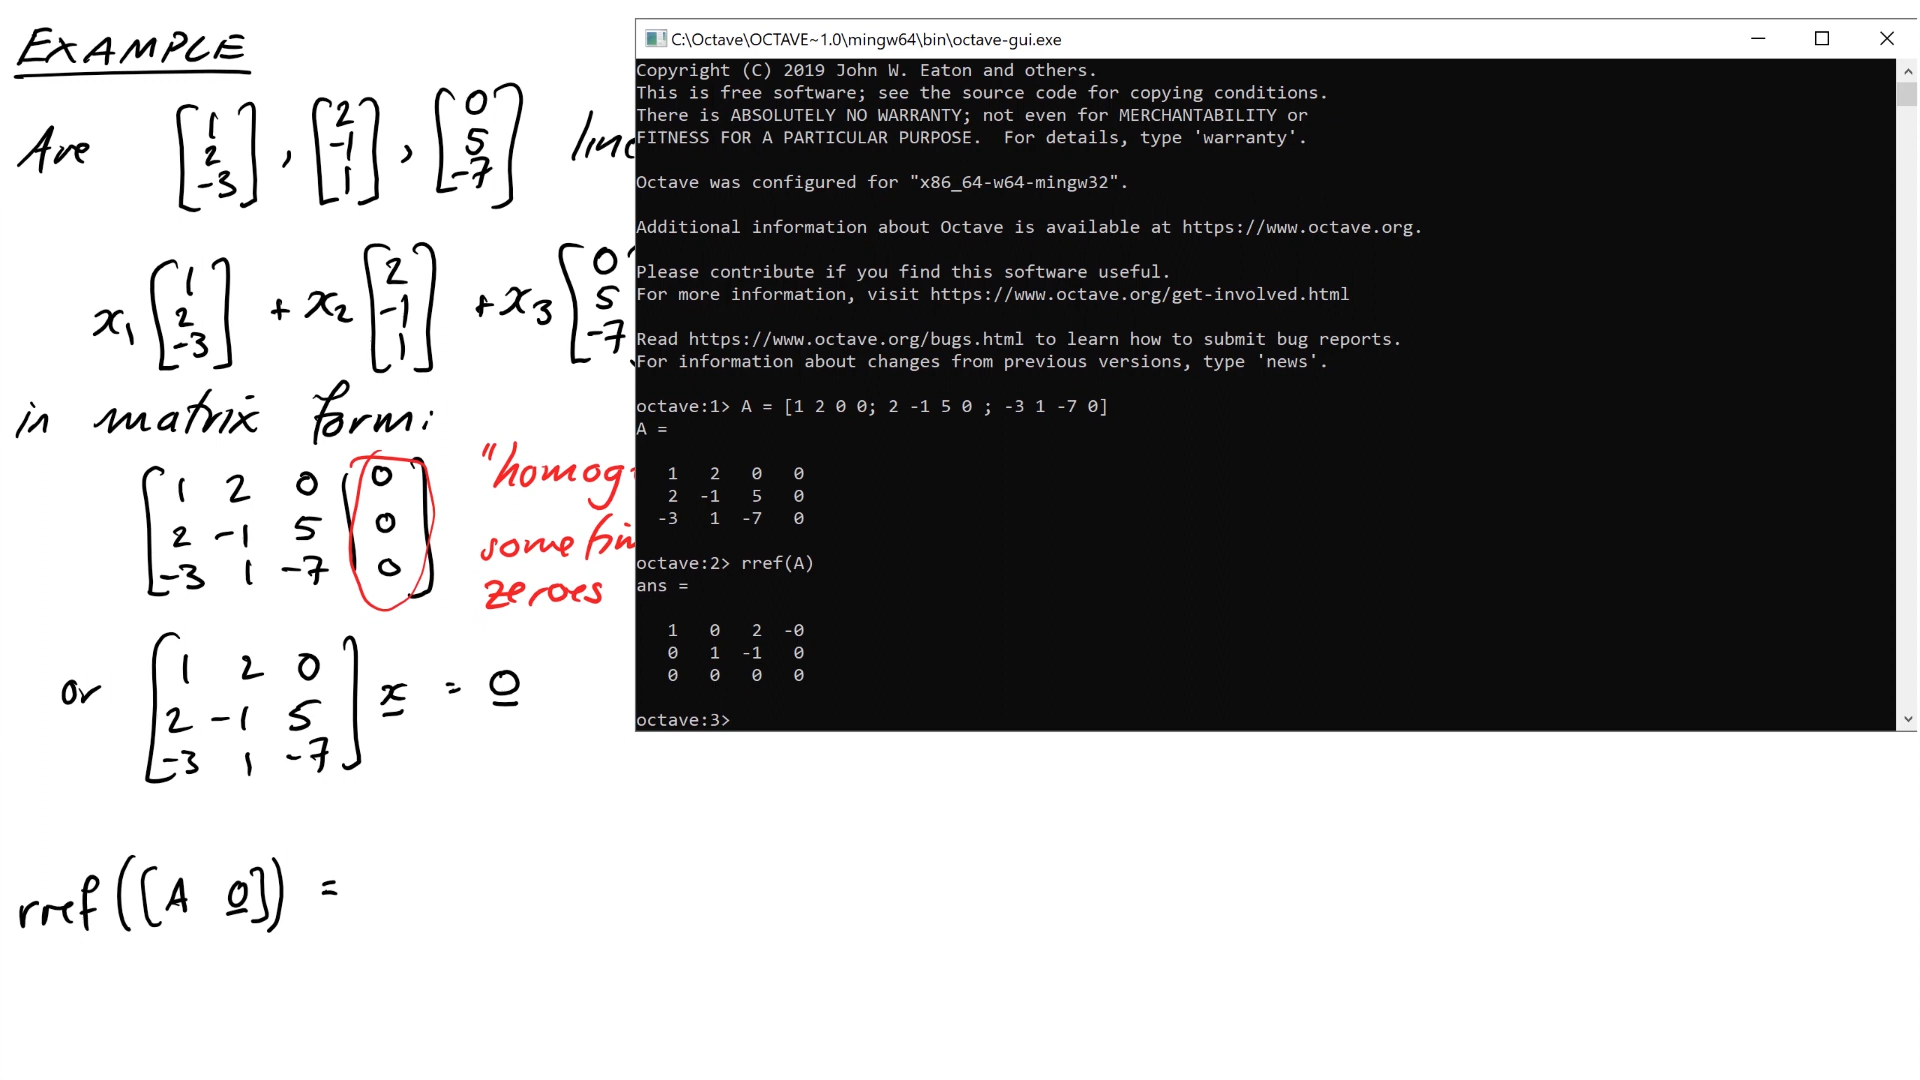 EXAMPLE
Are [1 2 -3], [2 -1 1], [0 5 -7]
x₁ [1 2 -3] + x₂ [2 -1 1] + x₃ [0 5 -7]
in matrix form:
1 2 0 0
2 -1 5 0
-3 1 -7 0
"homog
zeroes
or
1 2 0
2 -1 5
-3 1 -7
x = 0
rref([A 0]) =
C:\Octave\OCTAVE~1.0\mingw64\bin\octave-gui.exe
Copyright (C) 2019 John W. Eaton and others.
This is free software; see the source code for copying conditions.
There is ABSOLUTELY NO WARRANTY; not even for MERCHANTABILITY or
FITNESS FOR A PARTICULAR PURPOSE.  For details, type 'warranty'.
Octave was configured for "x86_64-w64-mingw32".
Additional information about Octave is available at https://www.octave.org.
Please contribute if you find this software useful.
For more information, visit https://www.octave.org/get-involved.html
Read https://www.octave.org/bugs.html to learn how to submit bug reports.
For information about changes from previous versions, type 'news'.
octave:1> A = [1 2 0 0; 2 -1 5 0 ; -3 1 -7 0]
A =
1 2 0 0
2 -1 5 0
-3 1 -7 0
octave:2> rref(A)
ans =
1 0 2 -0
0 1 -1 0
0 0 0 0
octave:3>